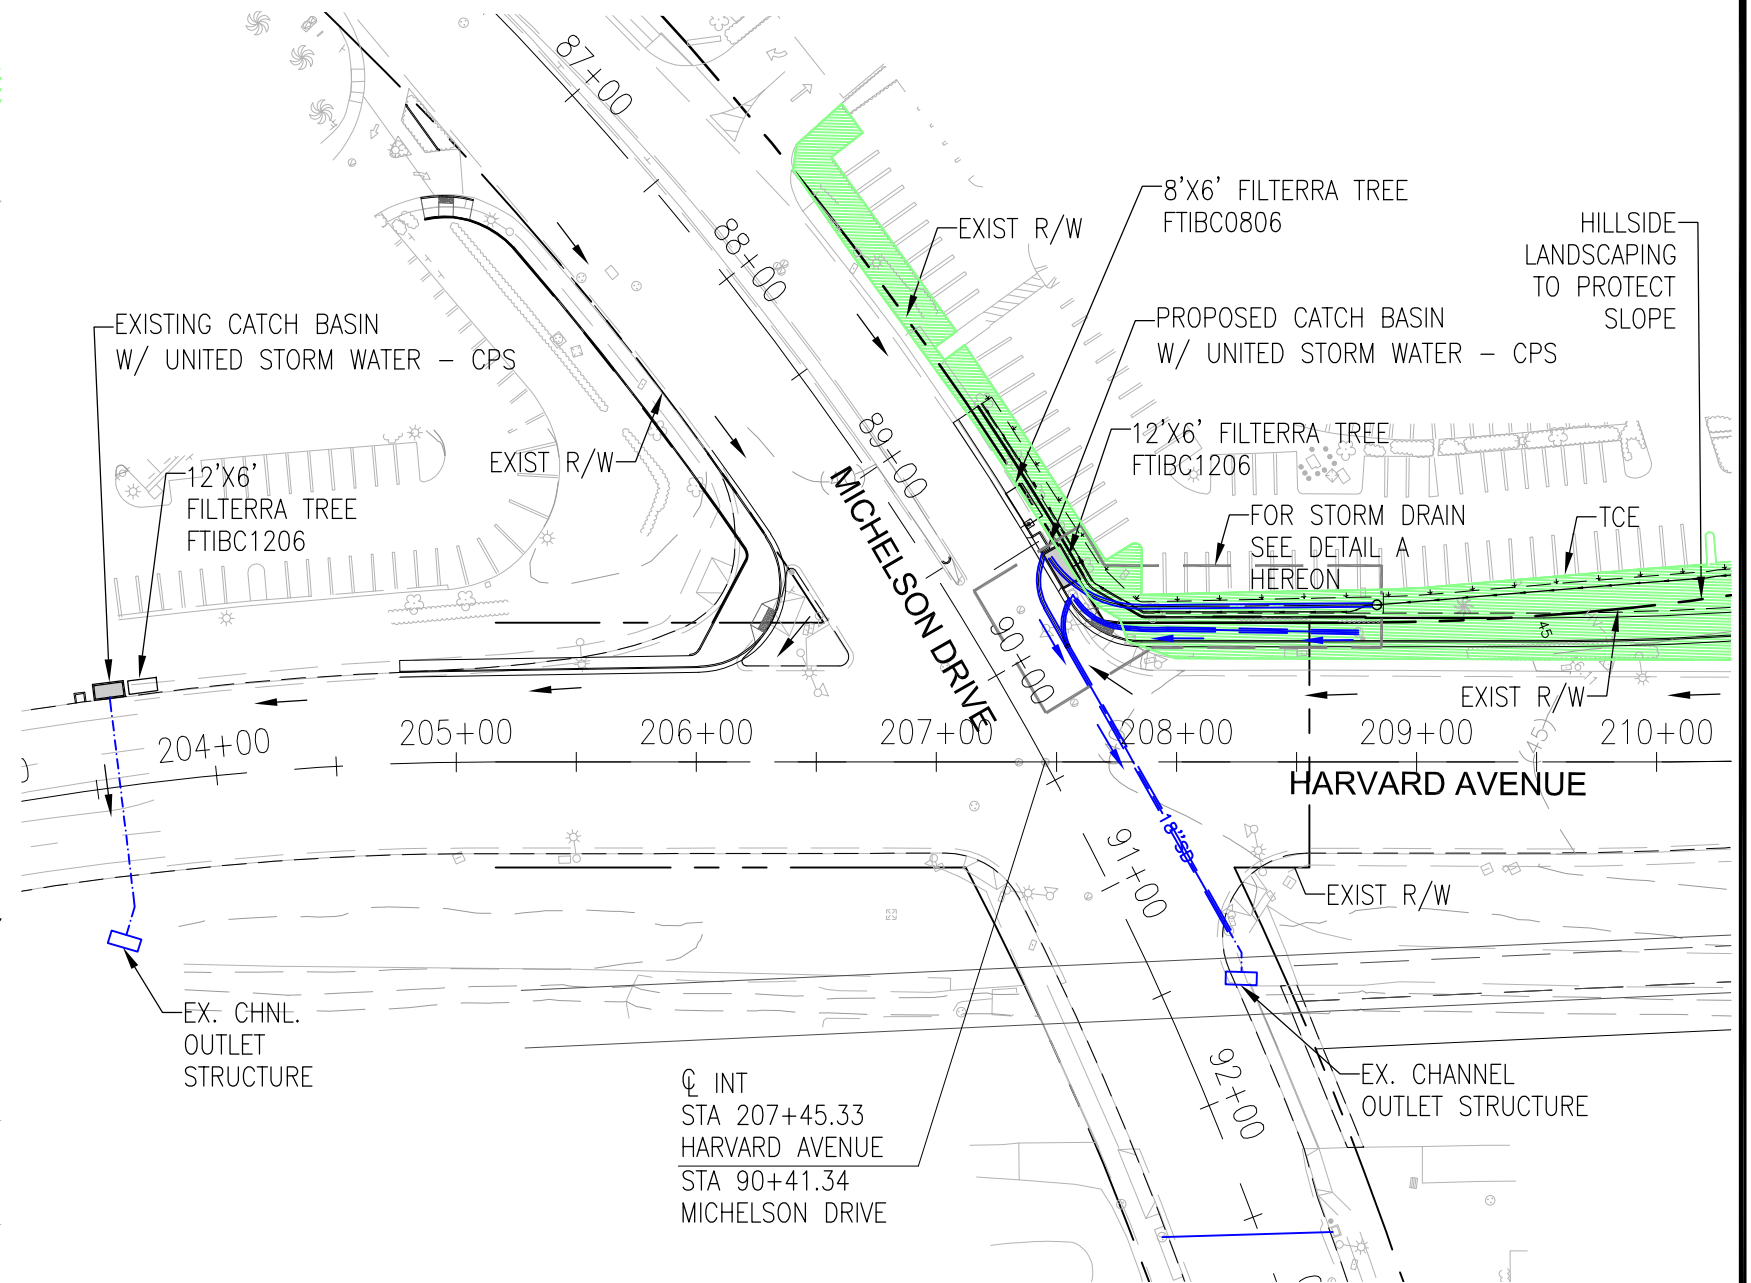 87+00
88+00
89+00
90+00
91+00
92+00
MICHELSON DRIVE
8'X6' FILTERRA TREE
FTIBC0806
EXIST R/W
HILLSIDE
LANDSCAPING
TO PROTECT
SLOPE
EXISTING CATCH BASIN
W/ UNITED STORM WATER - CPS
PROPOSED CATCH BASIN
W/ UNITED STORM WATER - CPS
12'X6' FILTERRA TREE
FTIBC1206
EXIST R/W
12'X6'
FILTERRA TREE
FTIBC1206
FOR STORM DRAIN
SEE DETAIL A
HEREON
TCE
45
EXIST R/W
204+00
205+00
206+00
207+00
208+00
209+00
210+00
(45)
HARVARD AVENUE
18"SD
EXIST R/W
EX. CHNL.
OUTLET
STRUCTURE
EX. CHANNEL
OUTLET STRUCTURE
℄ INT
STA 207+45.33
HARVARD AVENUE
STA 90+41.34
MICHELSON DRIVE